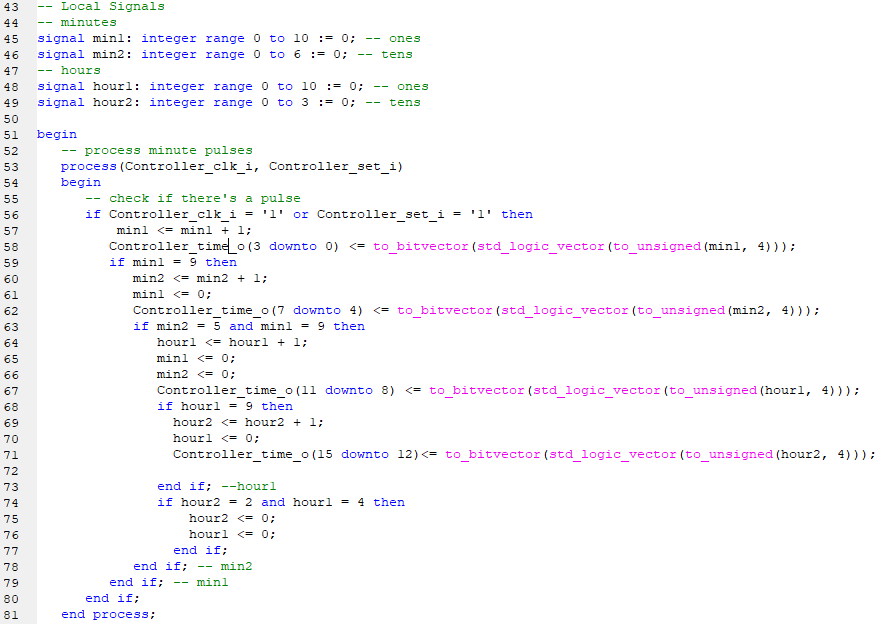 43 -- Local Signals
44 -- minutes
45 signal min1: integer range 0 to 10 := 0; -- ones
46 signal min2: integer range 0 to 6 := 0; -- tens
47 -- hours
48 signal hour1: integer range 0 to 10 := 0; -- ones
49 signal hour2: integer range 0 to 3 := 0; -- tens
50
51 begin
52 -- process minute pulses
53 process(Controller_clk_i, Controller_set_i)
54 begin
55 -- check if there's a pulse
56 if Controller_clk_i = '1' or Controller_set_i = '1' then
57 min1 <= min1 + 1;
58 Controller_time_o(3 downto 0) <= to_bitvector(std_logic_vector(to_unsigned(min1, 4)));
59 if min1 = 9 then
60 min2 <= min2 + 1;
61 min1 <= 0;
62 Controller_time_o(7 downto 4) <= to_bitvector(std_logic_vector(to_unsigned(min2, 4)));
63 if min2 = 5 and min1 = 9 then
64 hour1 <= hour1 + 1;
65 min1 <= 0;
66 min2 <= 0;
67 Controller_time_o(11 downto 8) <= to_bitvector(std_logic_vector(to_unsigned(hour1, 4)));
68 if hour1 = 9 then
69 hour2 <= hour2 + 1;
70 hour1 <= 0;
71 Controller_time_o(15 downto 12)<= to_bitvector(std_logic_vector(to_unsigned(hour2, 4)));
72
73 end if; --hour1
74 if hour2 = 2 and hour1 = 4 then
75 hour2 <= 0;
76 hour1 <= 0;
77 end if;
78 end if; -- min2
79 end if; -- min1
80 end if;
81 end process;